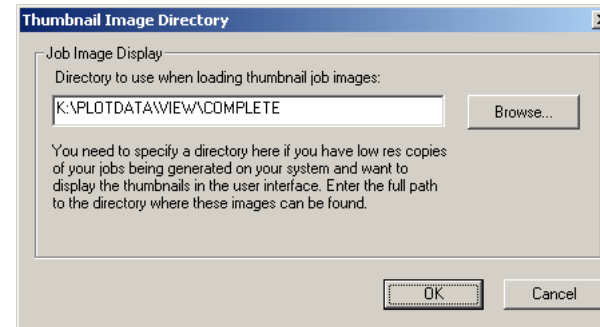 Thumbnail Image Directory
Job Image Display
Directory to use when loading thumbnail job images:
K:\PLOTDATA\VIEW\COMPLETE
Browse...
You need to specify a directory here if you have low res copies
of your jobs being generated on your system and want to
display the thumbnails in the user interface. Enter the full path
to the directory where these images can be found.
OK
Cancel